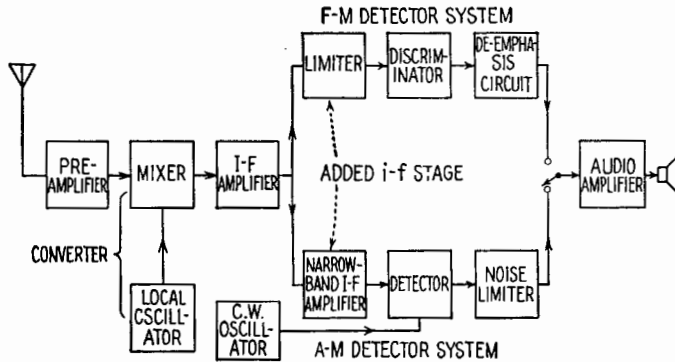 F-M DETECTOR SYSTEM
LIMITER
DISCRIM-
INATOR
DE-EMPHA-
SIS
CIRCUIT
PRE-
AMPLIFIER
MIXER
I-F
AMPLIFIER
ADDED i-f STAGE
AUDIO
AMPLIFIER
CONVERTER
LOCAL
OSCILL-
ATOR
C.W.
OSCILL-
ATOR
NARROW-
BAND I-F
AMPLIFIER
DETECTOR
NOISE
LIMITER
A-M DETECTOR SYSTEM